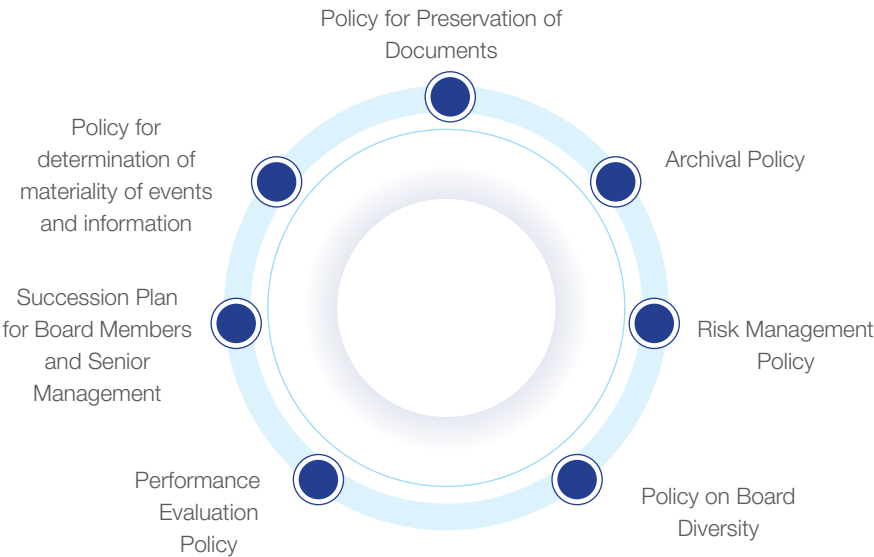 Policy for Preservation of
Documents
Archival Policy
Risk Management
Policy
Policy on Board
Diversity
Performance
Evaluation
Policy
Succession Plan
for Board Members
and Senior
Management
Policy for
determination of
materiality of events
and information